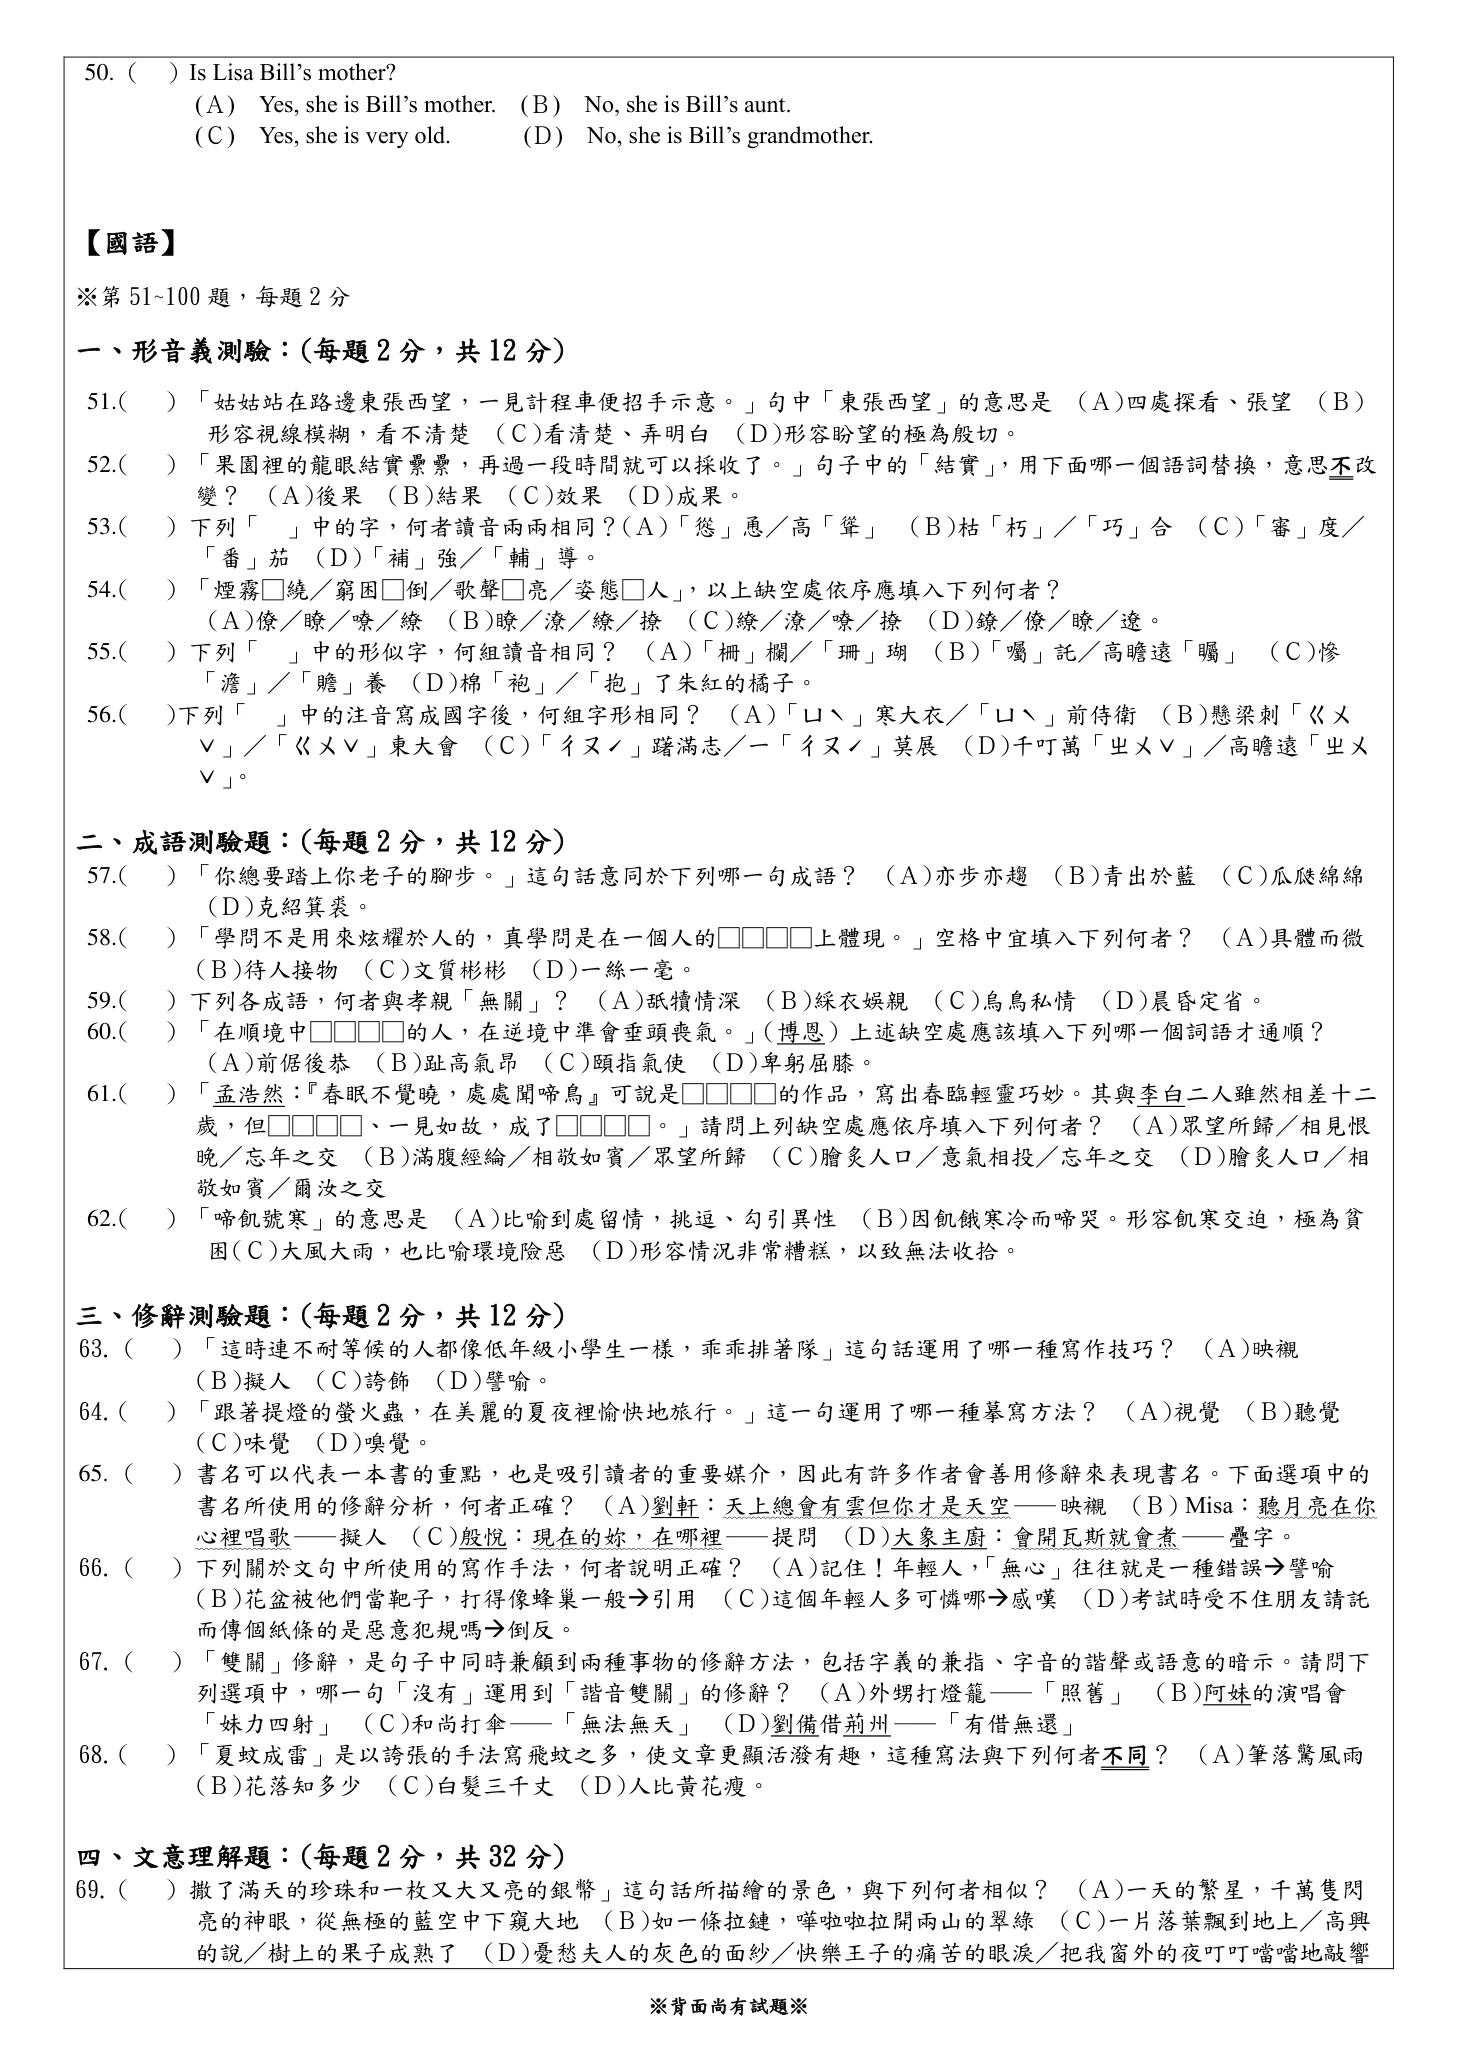 50.（　）Is Lisa Bill's mother?
(Ａ)　Yes, she is Bill's mother.　(Ｂ)　No, she is Bill's aunt.
(Ｃ)　Yes, she is very old.　(Ｄ)　No, she is Bill's grandmother.
【國語】
※第 51~100 題，每題 2 分
一、形音義測驗：(每題 2 分，共 12 分)
51.(　) 「姑姑站在路邊東張西望，一見計程車便招手示意。」句中「東張西望」的意思是　(Ａ)四處探看、張望　(Ｂ)
形容視線模糊，看不清楚　(Ｃ)看清楚、弄明白　(Ｄ)形容盼望的極為殷切。
52.(　) 「果園裡的龍眼結實纍纍，再過一段時間就可以採收了。」句子中的「結實」，用下面哪一個語詞替換，意思不改
變？　(Ａ)後果　(Ｂ)結果　(Ｃ)效果　(Ｄ)成果。
53.(　) 下列「　」中的字，何者讀音兩兩相同？(Ａ)「慫」恿／高「聳」　(Ｂ)枯「朽」／「巧」合　(Ｃ)「審」度／
「番」茄　(Ｄ)「補」強／「輔」導。
54.(　) 「煙霧□繞／窮困□倒／歌聲□亮／姿態□人」，以上缺空處依序應填入下列何者？
(Ａ)僚／瞭／嘹／繚　(Ｂ)瞭／潦／繚／撩　(Ｃ)繚／潦／嘹／撩　(Ｄ)鐐／僚／瞭／遼。
55.(　) 下列「　」中的形似字，何組讀音相同？　(Ａ)「柵」欄／「珊」瑚　(Ｂ)「囑」託／高瞻遠「矚」　(Ｃ)慘
「澹」／「贍」養　(Ｄ)棉「袍」／「抱」了朱紅的橘子。
56.(　)下列「　」中的注音寫成國字後，何組字形相同？　(Ａ)「ㄩˋ」寒大衣／「ㄩˋ」前侍衛　(Ｂ)懸梁刺「ㄍㄨ
ˇ」／「ㄍㄨˇ」東大會　(Ｃ)「ㄔㄡˊ」躇滿志／一「ㄔㄡˊ」莫展　(Ｄ)千叮萬「ㄓㄨˇ」／高瞻遠「ㄓㄨ
ˇ」。
二、成語測驗題：(每題 2 分，共 12 分)
57.(　) 「你總要踏上你老子的腳步。」這句話意同於下列哪一句成語？　(Ａ)亦步亦趨　(Ｂ)青出於藍　(Ｃ)瓜瓞綿綿
(Ｄ)克紹箕裘。
58.(　) 「學問不是用來炫耀於人的，真學問是在一個人的□□□□上體現。」空格中宜填入下列何者？　(Ａ)具體而微
(Ｂ)待人接物　(Ｃ)文質彬彬　(Ｄ)一絲一毫。
59.(　) 下列各成語，何者與孝親「無關」？　(Ａ)舐犢情深　(Ｂ)綵衣娛親　(Ｃ)烏鳥私情　(Ｄ)晨昏定省。
60.(　) 「在順境中□□□□的人，在逆境中準會垂頭喪氣。」(博恩) 上述缺空處應該填入下列哪一個詞語才通順？
(Ａ)前倨後恭　(Ｂ)趾高氣昂　(Ｃ)頤指氣使　(Ｄ)卑躬屈膝。
61.(　) 「孟浩然：『春眠不覺曉，處處聞啼鳥』可說是□□□□的作品，寫出春臨輕靈巧妙。其與李白二人雖然相差十二
歲，但□□□□、一見如故，成了□□□□。」請問上列缺空處應依序填入下列何者？　(Ａ)眾望所歸／相見恨
晚／忘年之交　(Ｂ)滿腹經綸／相敬如賓／眾望所歸　(Ｃ)膾炙人口／意氣相投／忘年之交　(Ｄ)膾炙人口／相
敬如賓／爾汝之交
62.(　) 「啼飢號寒」的意思是　(Ａ)比喻到處留情，挑逗、勾引異性　(Ｂ)因飢餓寒冷而啼哭。形容飢寒交迫，極為貧
困(Ｃ)大風大雨，也比喻環境險惡　(Ｄ)形容情況非常糟糕，以致無法收拾。
三、修辭測驗題：(每題 2 分，共 12 分)
63.（　）「這時連不耐等候的人都像低年級小學生一樣，乖乖排著隊」這句話運用了哪一種寫作技巧？　(Ａ)映襯
(Ｂ)擬人　(Ｃ)誇飾　(Ｄ)譬喻。
64.（　）「跟著提燈的螢火蟲，在美麗的夏夜裡愉快地旅行。」這一句運用了哪一種摹寫方法？　(Ａ)視覺　(Ｂ)聽覺
(Ｃ)味覺　(Ｄ)嗅覺。
65.（　）書名可以代表一本書的重點，也是吸引讀者的重要媒介，因此有許多作者會善用修辭來表現書名。下面選項中的
書名所使用的修辭分析，何者正確？　(Ａ)劉軒：天上總會有雲但你才是天空——映襯　(Ｂ)Misa：聽月亮在你
心裡唱歌——擬人　(Ｃ)殷悅：現在的妳，在哪裡——提問　(Ｄ)大象主廚：會開瓦斯就會煮——疊字。
66.（　）下列關於文句中所使用的寫作手法，何者說明正確？　(Ａ)記住！年輕人，「無心」往往就是一種錯誤→譬喻
(Ｂ)花盆被他們當靶子，打得像蜂巢一般→引用　(Ｃ)這個年輕人多可憐哪→感嘆　(Ｄ)考試時受不住朋友請託
而傳個紙條的是惡意犯規嗎→倒反。
67.（　）「雙關」修辭，是句子中同時兼顧到兩種事物的修辭方法，包括字義的兼指、字音的諧聲或語意的暗示。請問下
列選項中，哪一句「沒有」運用到「諧音雙關」的修辭？　(Ａ)外甥打燈籠——「照舊」　(Ｂ)阿妹的演唱會
「妹力四射」　(Ｃ)和尚打傘——「無法無天」　(Ｄ)劉備借荊州——「有借無還」
68.（　）「夏蚊成雷」是以誇張的手法寫飛蚊之多，使文章更顯活潑有趣，這種寫法與下列何者不同？　(Ａ)筆落驚風雨
(Ｂ)花落知多少　(Ｃ)白髮三千丈　(Ｄ)人比黃花瘦。
四、文意理解題：(每題 2 分，共 32 分)
69.（　）撒了滿天的珍珠和一枚又大又亮的銀幣」這句話所描繪的景色，與下列何者相似？　(Ａ)一天的繁星，千萬隻閃
亮的神眼，從無極的藍空中下窺大地　(Ｂ)如一條拉鏈，嘩啦啦拉開兩山的翠綠　(Ｃ)一片落葉飄到地上／高興
的說／樹上的果子成熟了　(Ｄ)憂愁夫人的灰色的面紗／快樂王子的痛苦的眼淚／把我窗外的夜叮叮噹噹地敲響
※背面尚有試題※